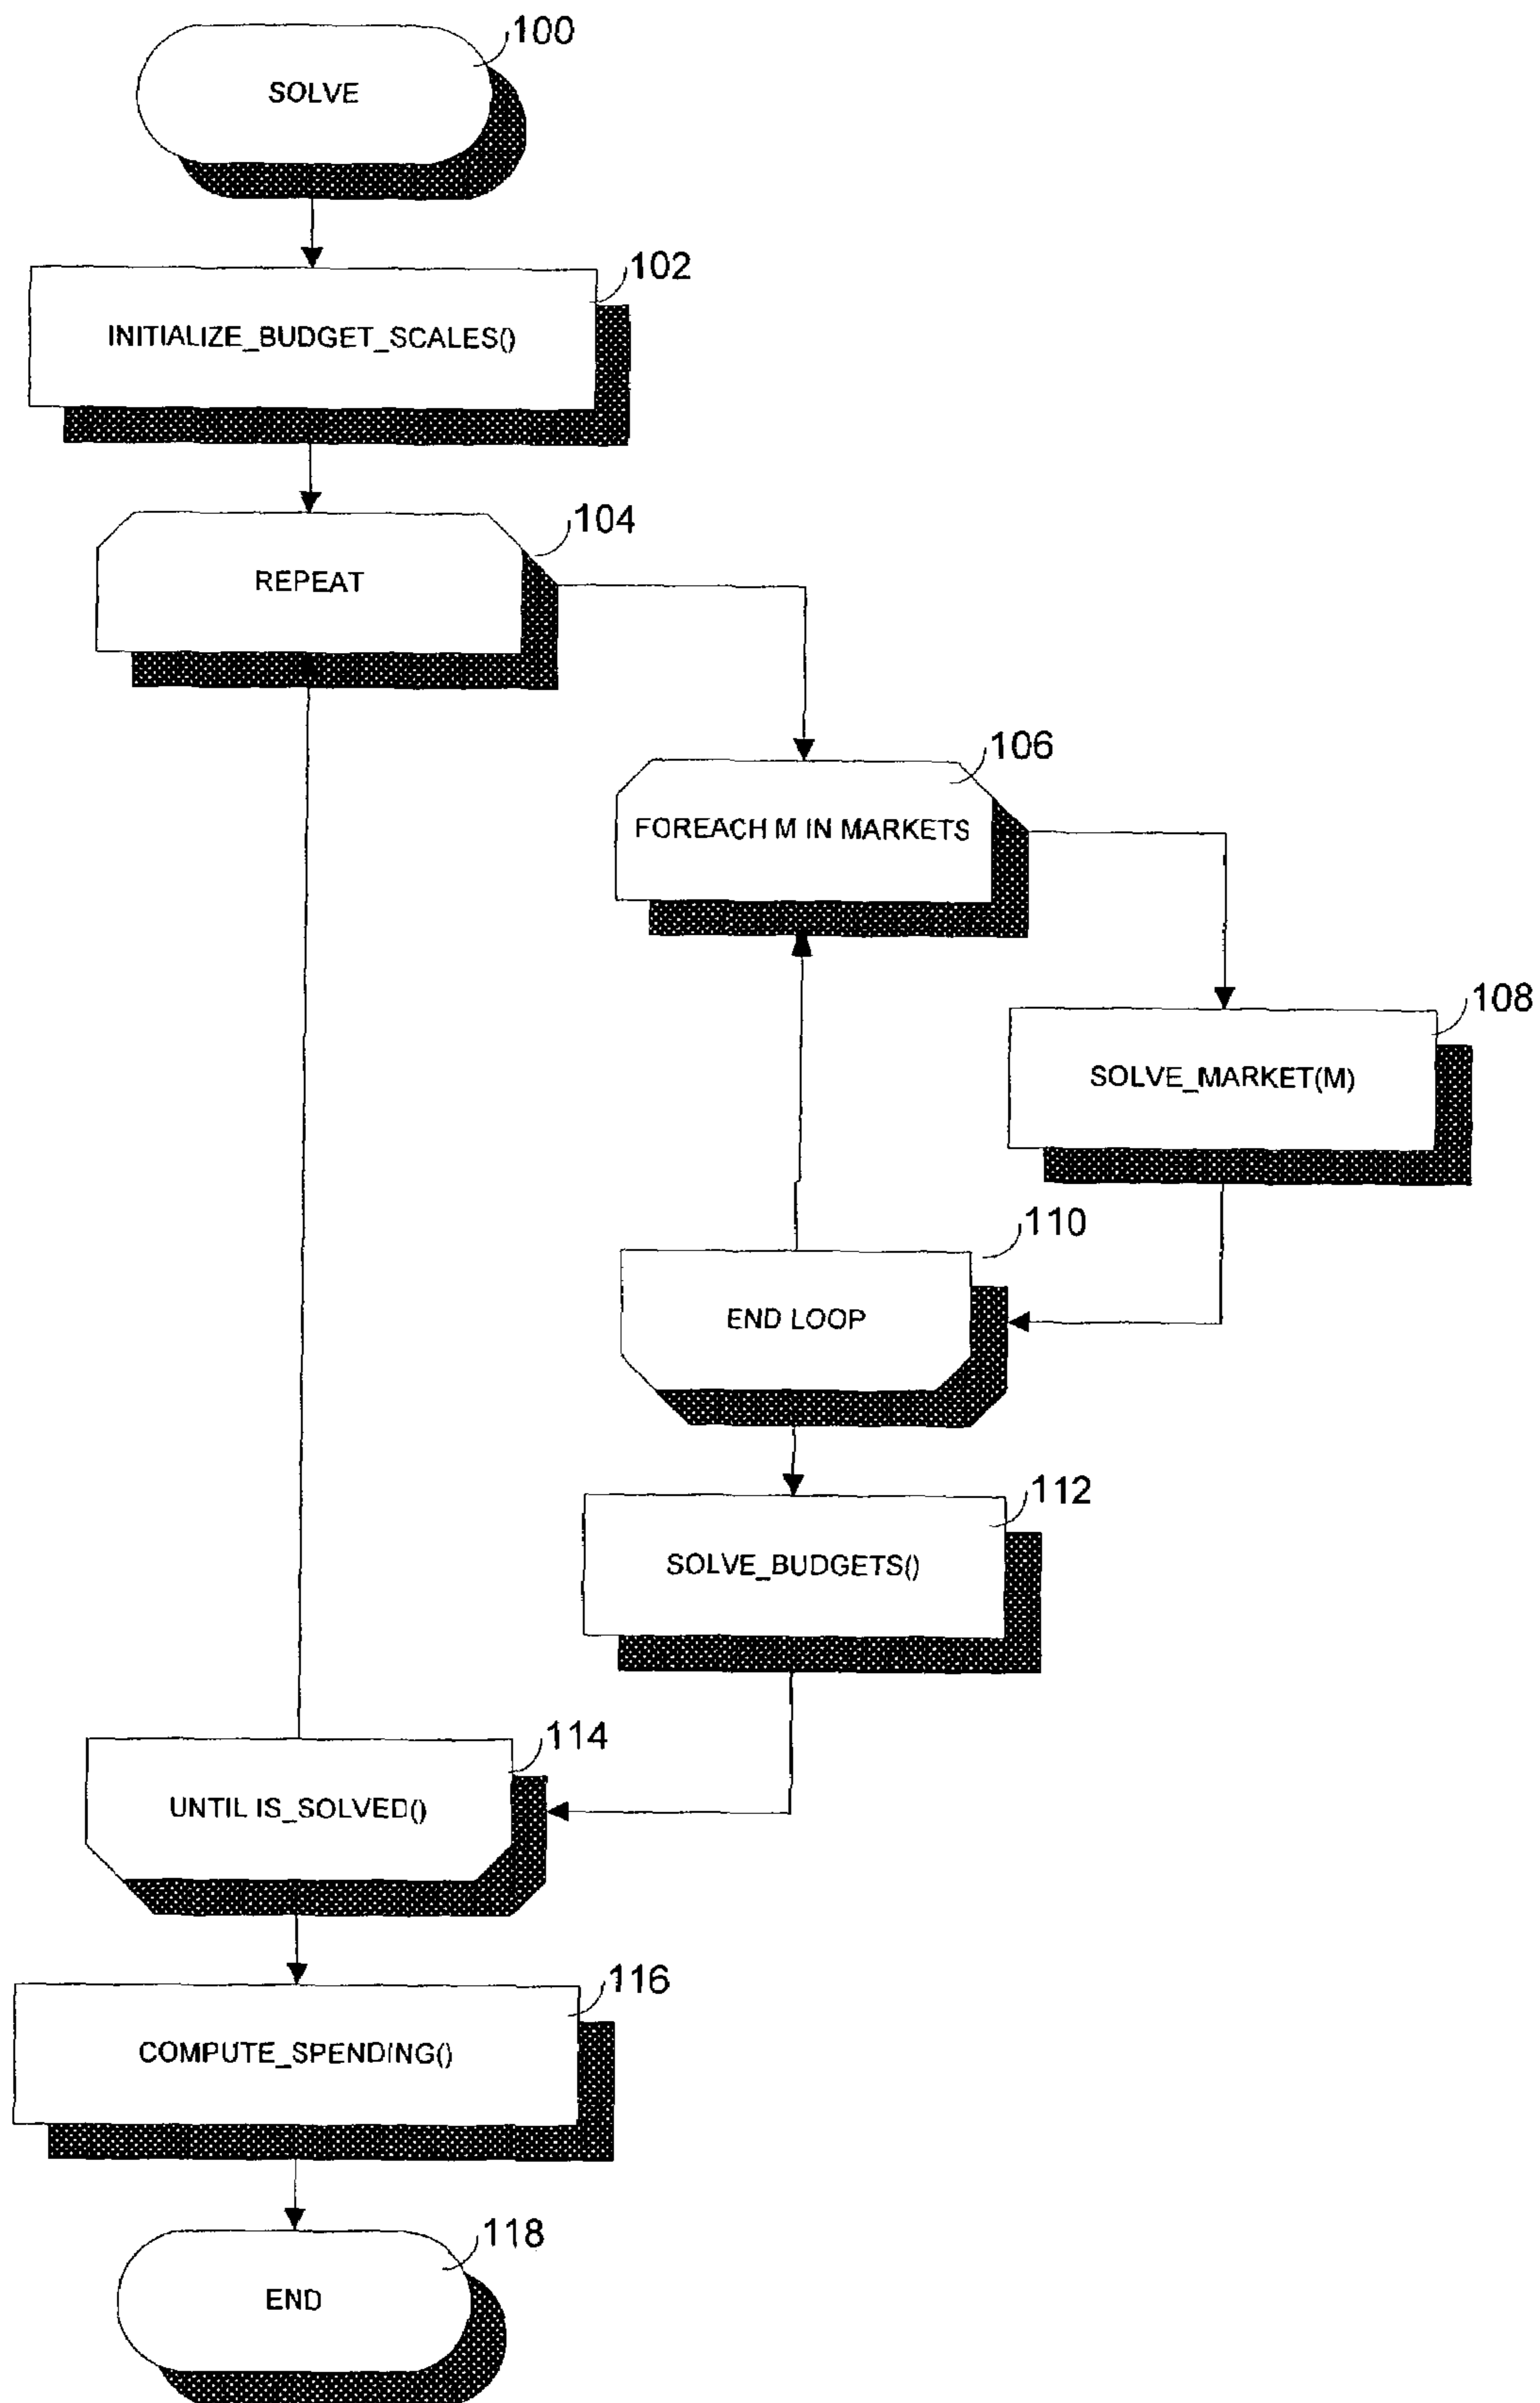 100
SOLVE
102
INITIALIZE_BUDGET_SCALES()
104
REPEAT
106
FOREACH M IN MARKETS
108
SOLVE_MARKET(M)
110
END LOOP
112
SOLVE_BUDGETS()
114
UNTIL IS_SOLVED()
116
COMPUTE_SPENDING()
118
END